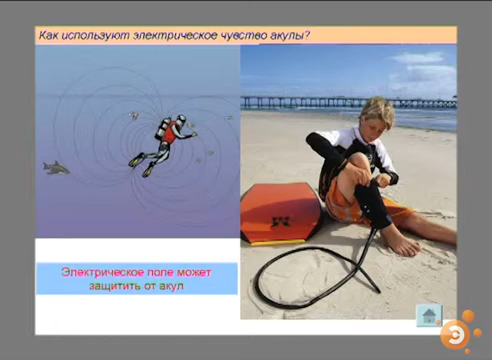 Как используют электрическое чувство акулы?
Электрическое поле может
защитить от акул